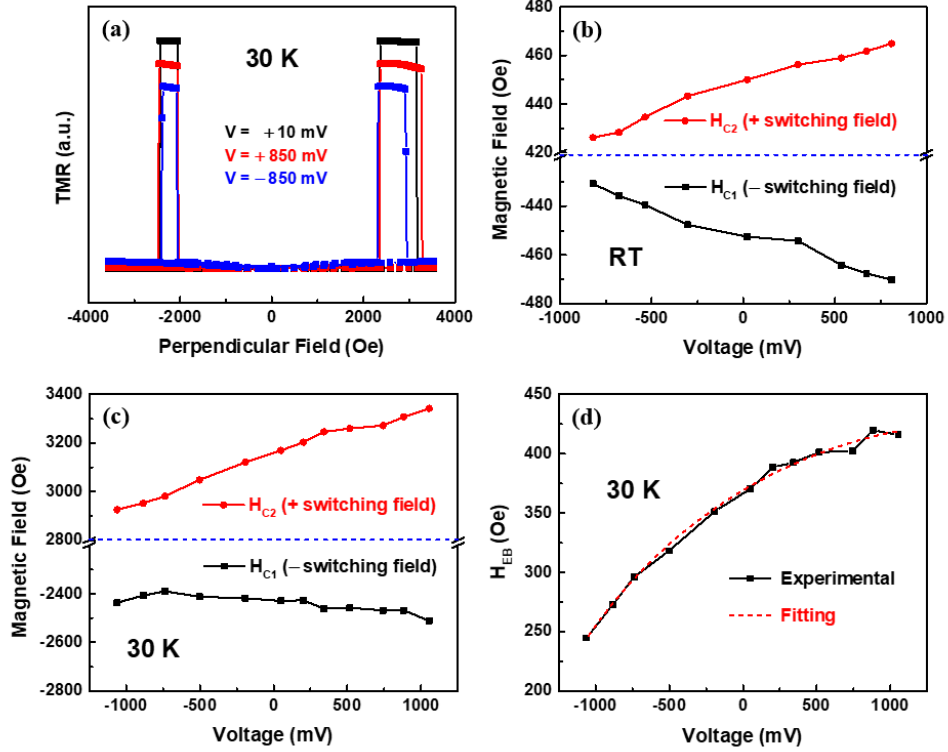 (a)
30 K
V = +10 mV
V = +850 mV
V = −850 mV
TMR (a.u.)
-4000 -2000 0 2000 4000
Perpendicular Field (Oe)
(b)
460
440
420
-440
-460
-480
Magnetic Field (Oe)
H_C2 (+ switching field)
H_C1 (− switching field)
RT
-1000 -500 0 500 1000
Voltage (mV)
(c)
3400
3200
3000
2800
-2400
-2600
-2800
Magnetic Field (Oe)
H_C2 (+ switching field)
H_C1 (− switching field)
30 K
-1000 -500 0 500 1000
Voltage (mV)
(d)
450
400
350
300
250
200
H_EB (Oe)
30 K
Experimental
Fitting
-1000 -500 0 500 1000
Voltage (mV)